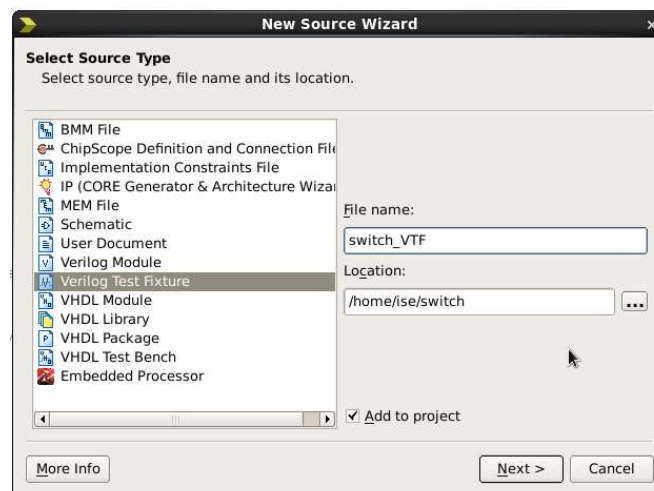 New Source Wizard
Select Source Type
Select source type, file name and its location.
BMM File
ChipScope Definition and Connection File
Implementation Constraints File
IP (CORE Generator & Architecture Wizar
MEM File
Schematic
User Document
Verilog Module
Verilog Test Fixture
VHDL Module
VHDL Library
VHDL Package
VHDL Test Bench
Embedded Processor
File name:
switch_VTF
Location:
/home/ise/switch
...
Add to project
More Info
Next >
Cancel